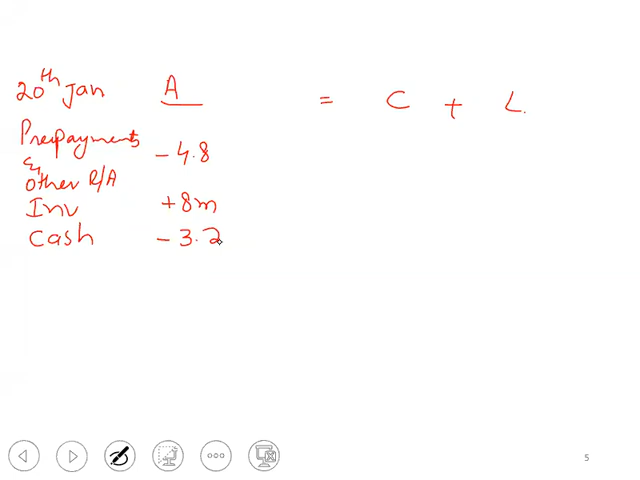 20th Jan A = C + L.
Prepayments - 4.8
&
other R/A
Inv +8m
Cash - 3.2
5